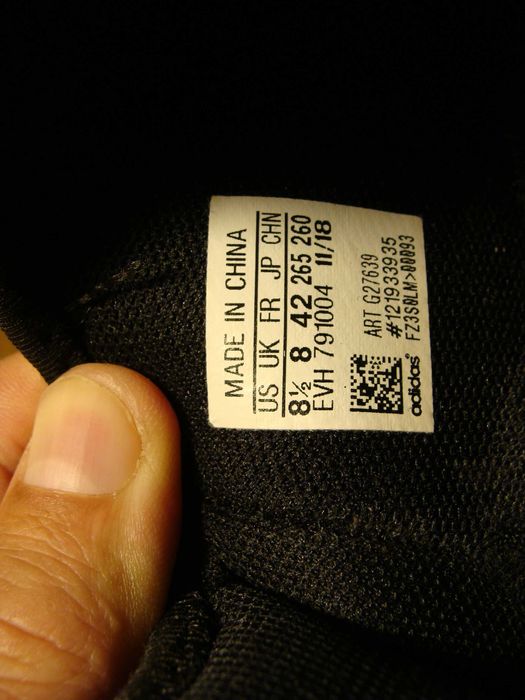 MADE IN CHINA
US UK FR JP CHN
8½ 8 42 265 260
EVH 791004 11/18
ART G27639
#121933935
FZ3S0LM>00093
adidas